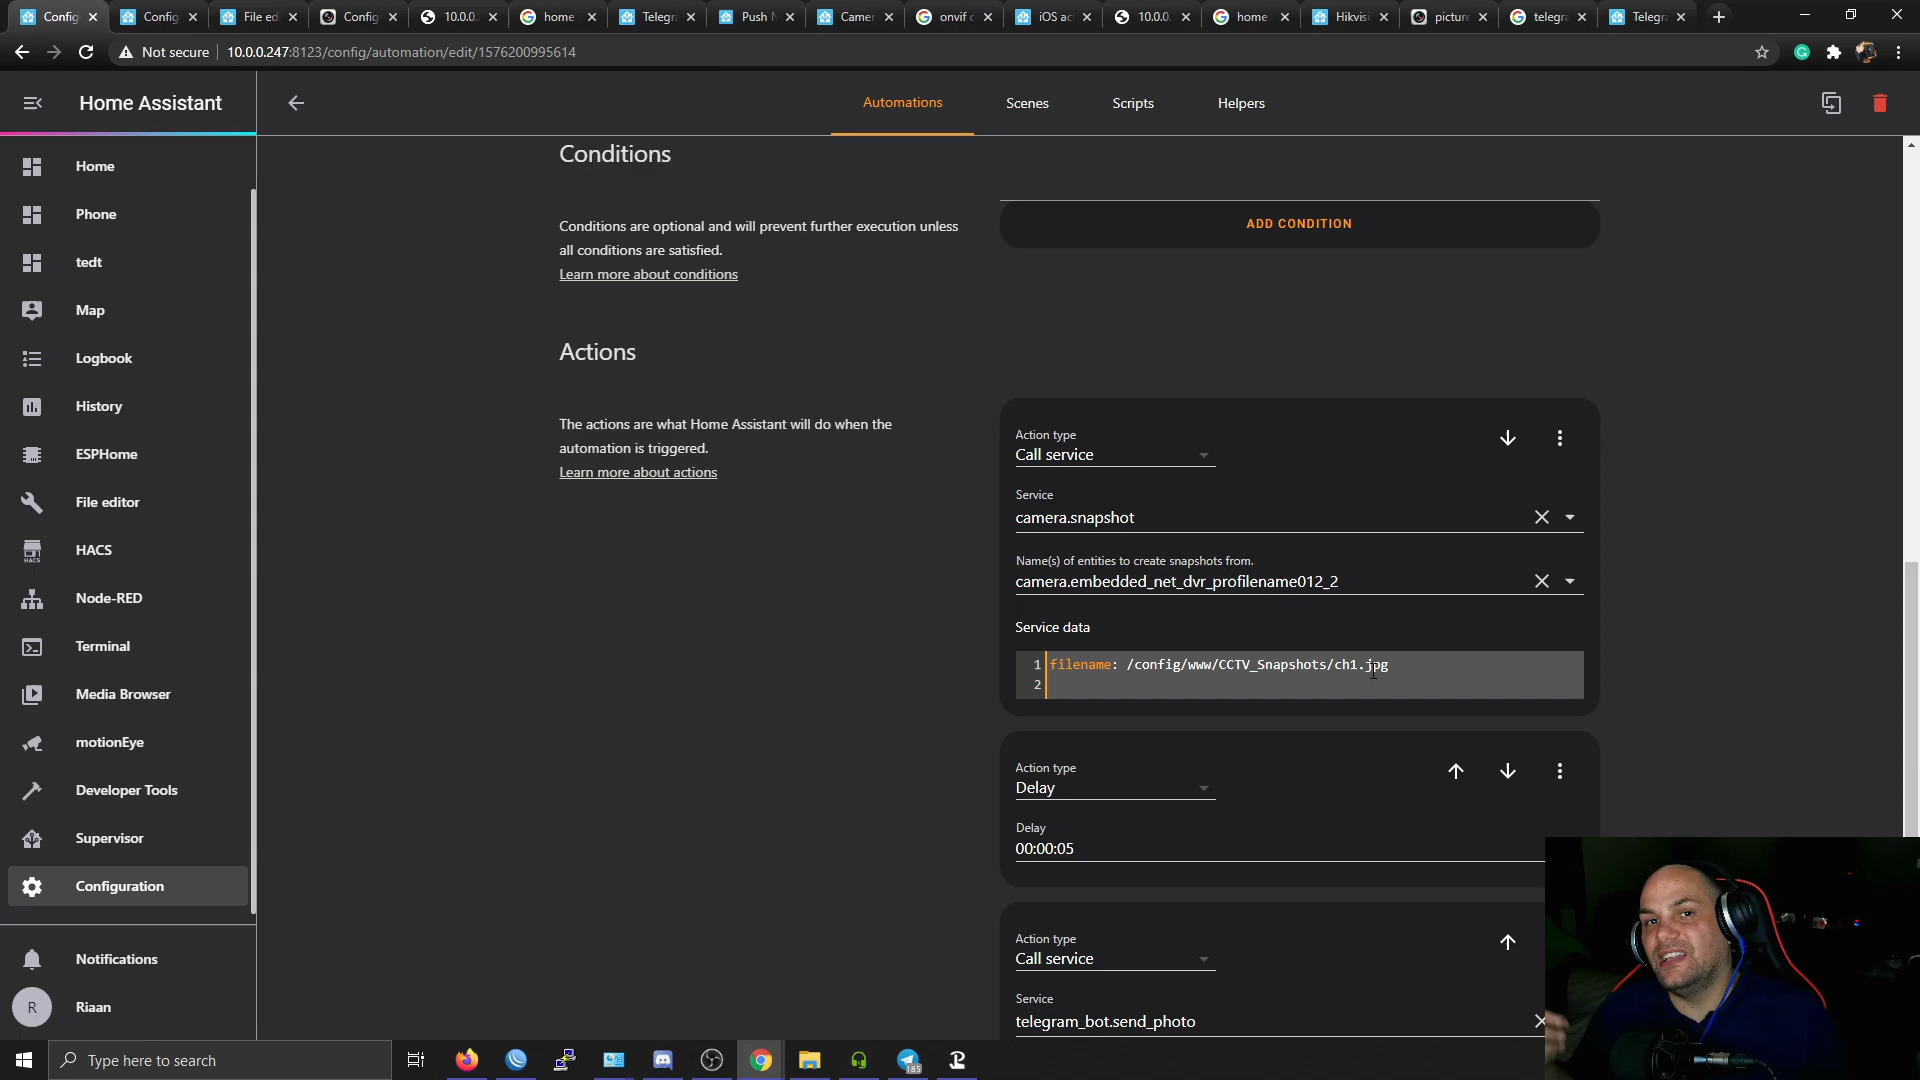 Config
Config
File ed
Config
10.0.0.
home
Telegr
Push N
Camer
onvif c
iOS ac
10.0.0.
home
Hikvisi
picture
telegra
Telegr
Not secure
10.0.0.247:8123/config/automation/edit/1576200995614
Home Assistant
Automations
Scenes
Scripts
Helpers
Home
Phone
tedt
Map
Logbook
History
ESPHome
File editor
HACS
HACS
Node-RED
Terminal
Media Browser
motionEye
Developer Tools
Supervisor
Configuration
Notifications
R
Riaan
Conditions
Conditions are optional and will prevent further execution unless
all conditions are satisfied.
Learn more about conditions
ADD CONDITION
Actions
The actions are what Home Assistant will do when the
automation is triggered.
Learn more about actions
Action type
Call service
Service
camera.snapshot
Name(s) of entities to create snapshots from.
camera.embedded_net_dvr_profilename012_2
Service data
1 filename: /config/www/CCTV_Snapshots/ch1.jpg
2
Action type
Delay
Delay
00:00:05
Action type
Call service
Service
telegram_bot.send_photo
Type here to search
185